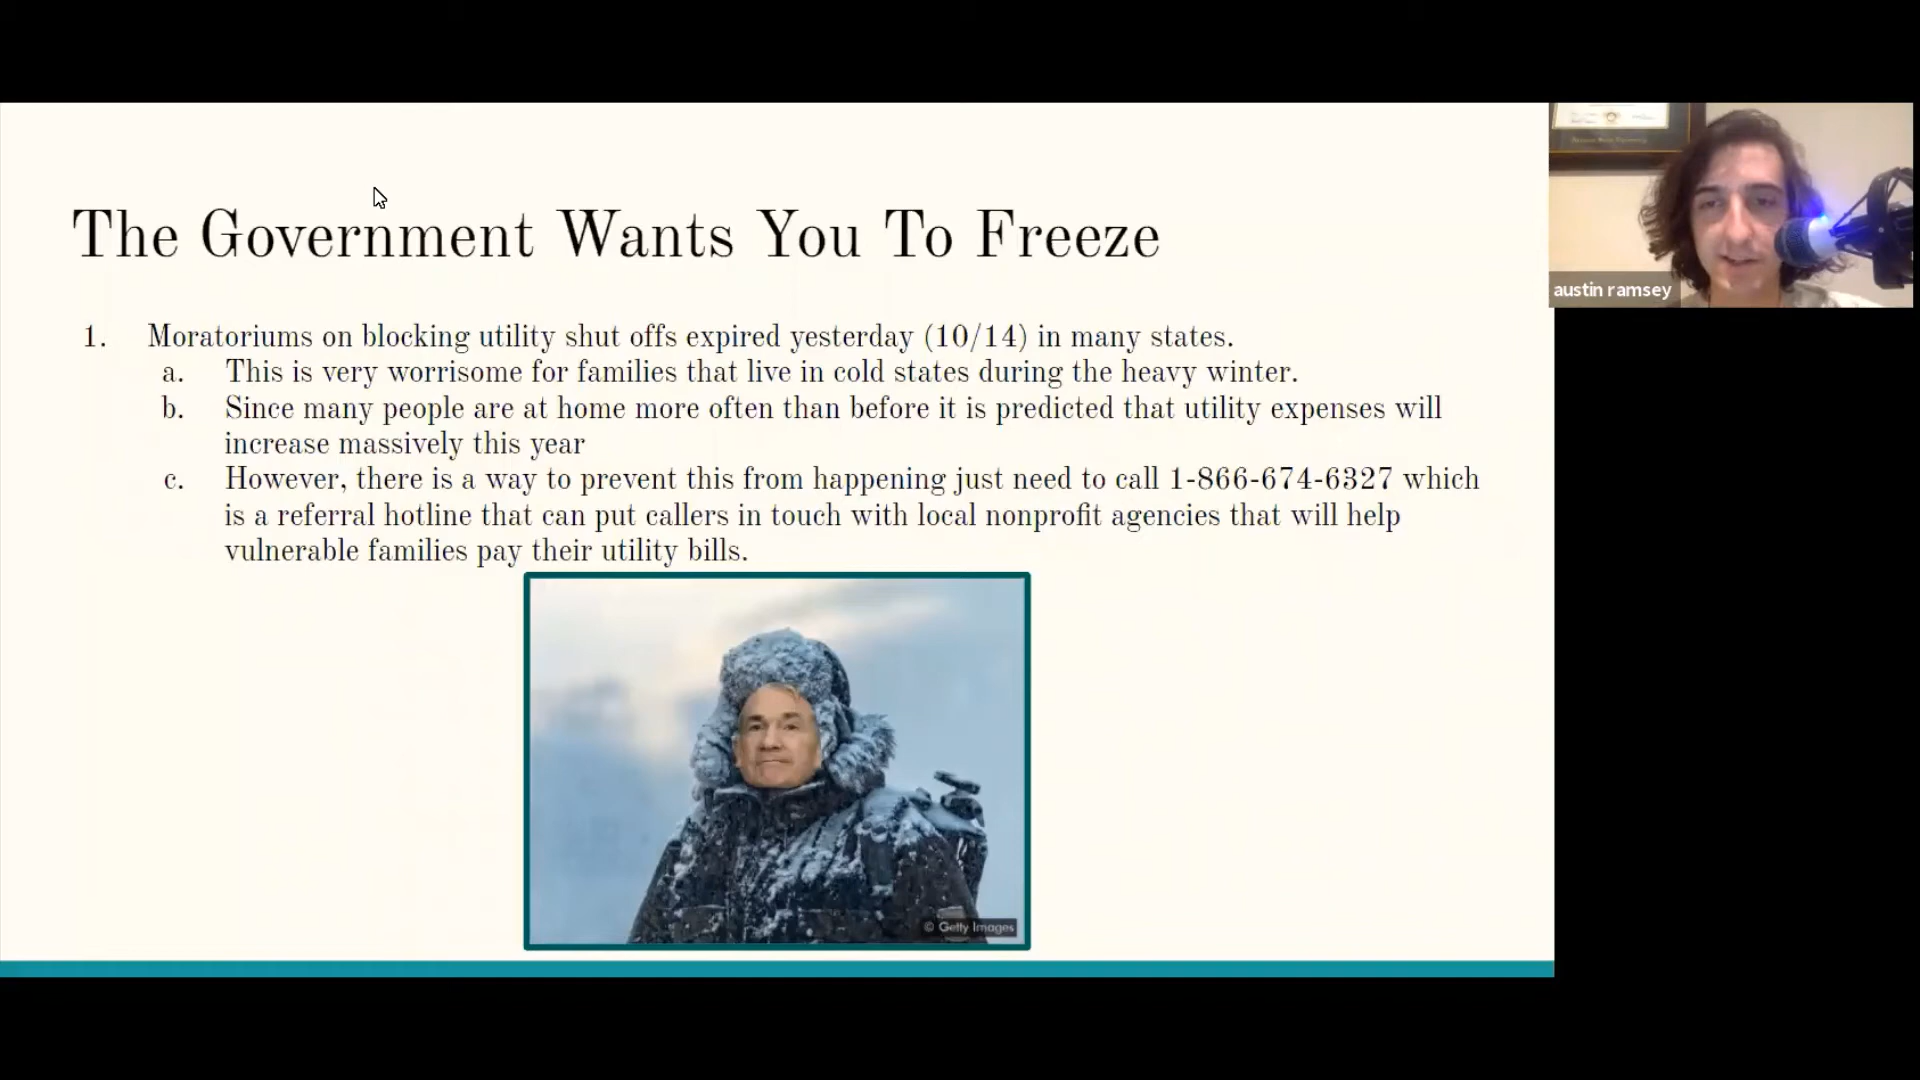 The Government Wants You To Freeze
1. Moratoriums on blocking utility shut offs expired yesterday (10/14) in many states.
a. This is very worrisome for families that live in cold states during the heavy winter.
b. Since many people are at home more often than before it is predicted that utility expenses will
increase massively this year
c. However, there is a way to prevent this from happening just need to call 1-866-674-6327 which
is a referral hotline that can put callers in touch with local nonprofit agencies that will help
vulnerable families pay their utility bills.
© Getty Images
austin ramsey